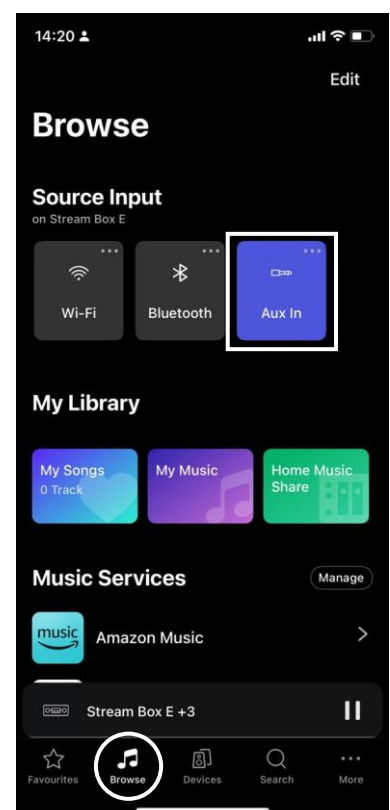 14:20
Edit
Browse
Source Input
on Stream Box E
Wi-Fi
Bluetooth
Aux In
My Library
My Songs
0 Track
My Music
Home Music
Share
Music Services
Manage
music
Amazon Music
Stream Box E +3
Favourites
Browse
Devices
Search
More